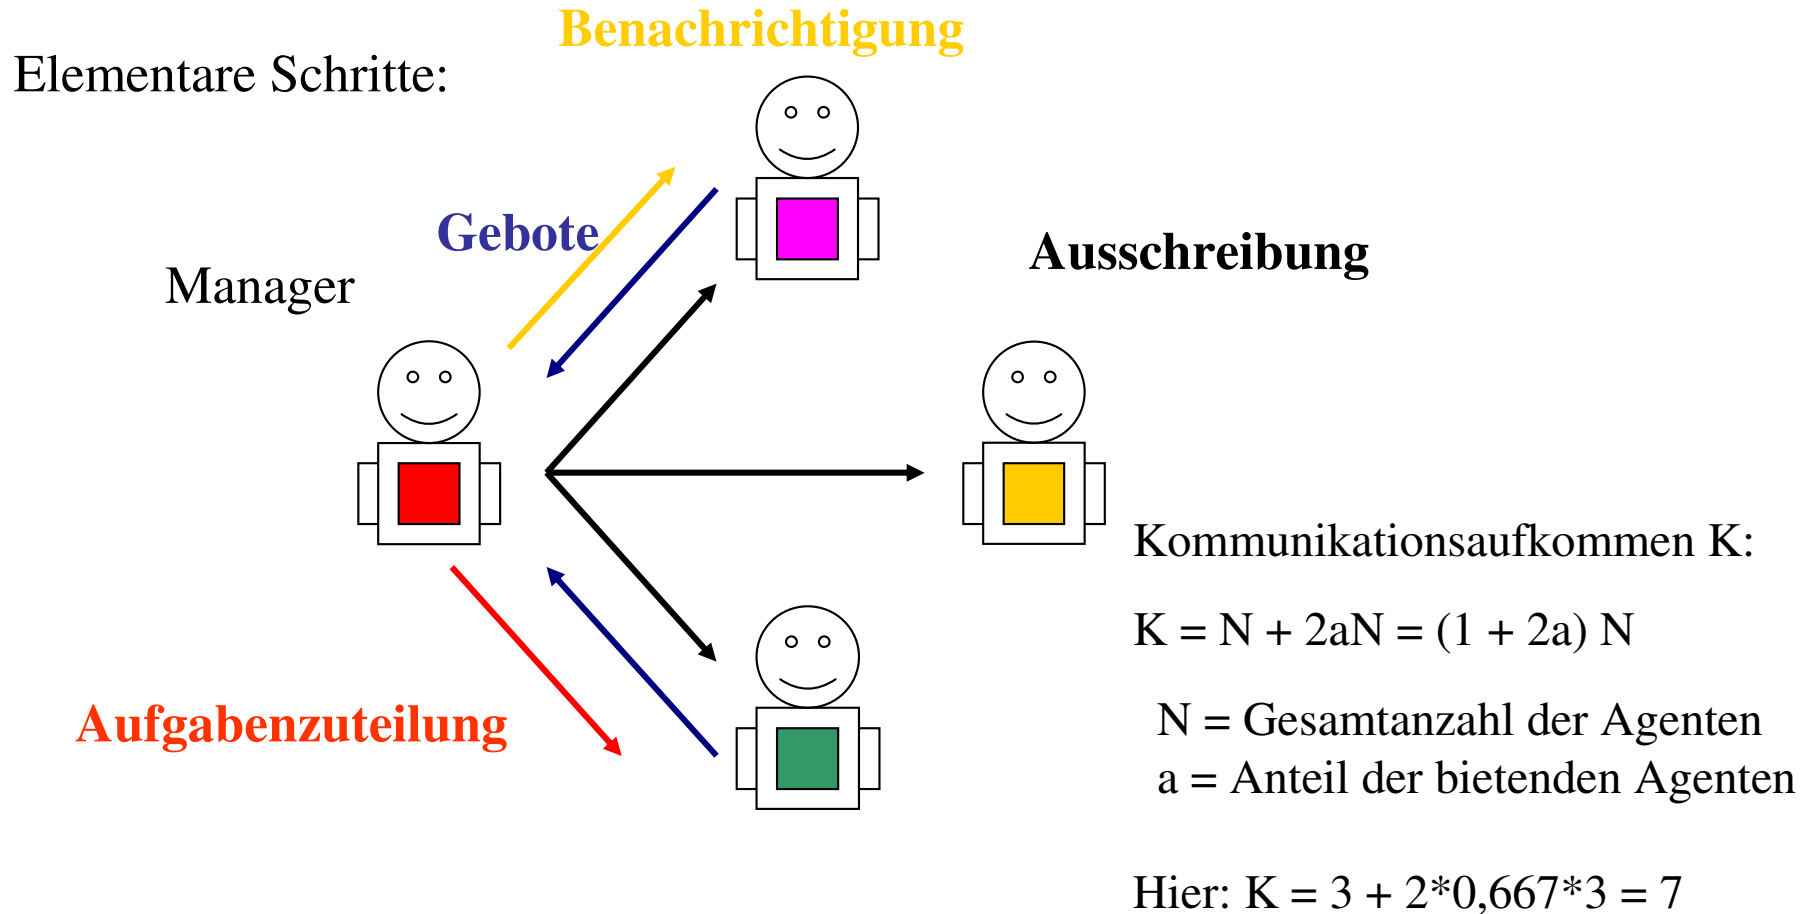 Benachrichtigung
Elementare Schritte:
Gebote
Ausschreibung
Manager
Kommunikationsaufkommen K:
K = N + 2aN = (1 + 2a) N
Aufgabenzuteilung
N = Gesamtanzahl der Agenten
a = Anteil der bietenden Agenten
Hier: K = 3 + 2*0,667*3 = 7